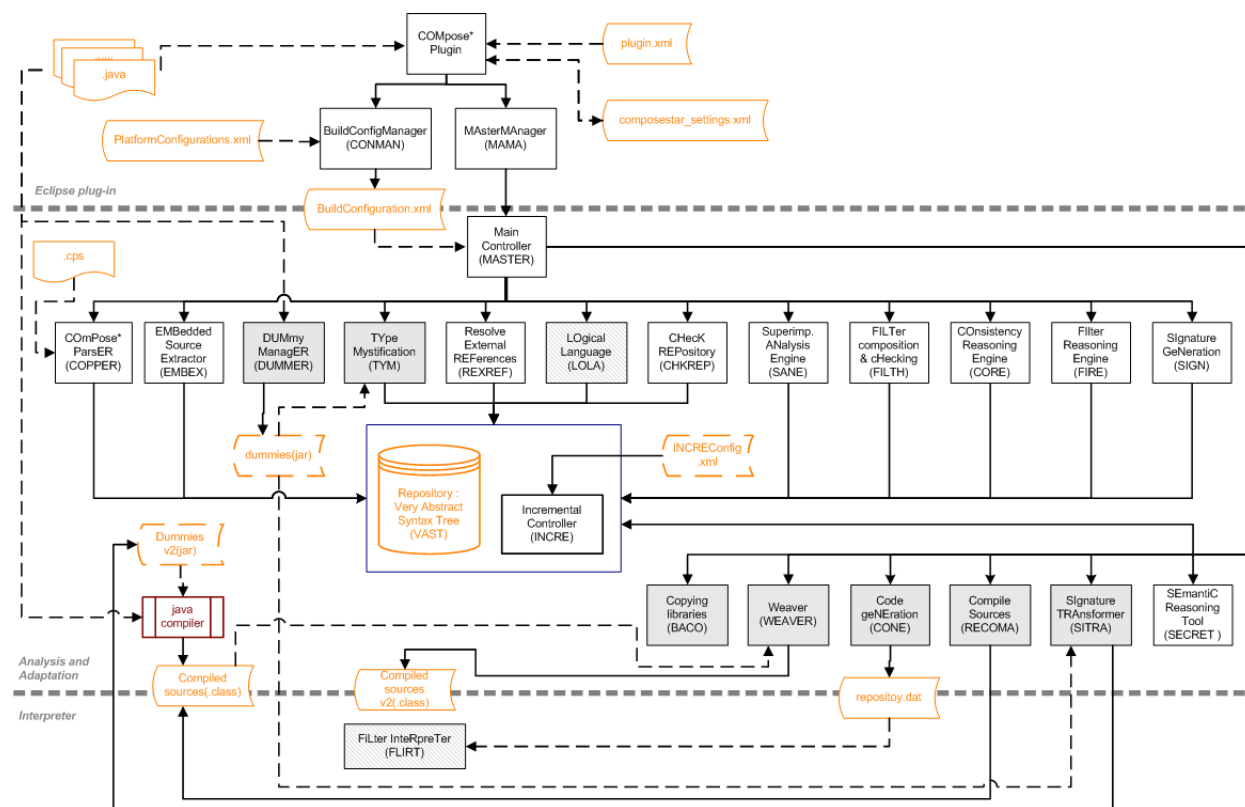 COMpose*
Plugin
plugin.xml
.java
composestar_settings.xml
PlatformConfigurations.xml
BuildConfigManager
(CONMAN)
MAsterMAnager
(MAMA)
Eclipse plug-in
BuildConfiguration.xml
Main
Controller
(MASTER)
.cps
COmPose*
ParsER
(COPPER)
EMBedded
Source
Extractor
(EMBEX)
DUMmy
ManagER
(DUMMER)
TYpe
Mystification
(TYM)
Resolve
External
REFerences
(REXREF)
LOgical
Language
(LOLA)
CHecK
REPository
(CHKREP)
Superimp.
ANalysis
Engine
(SANE)
FILTer
composition
& cHecking
(FILTH)
COnsistency
Reasoning
Engine
(CORE)
FIlter
Reasoning
Engine
(FIRE)
SIgnature
GeNeration
(SIGN)
dummies(jar)
INCREConfig
.xml
Repository :
Very Abstract
Syntax Tree
(VAST)
Incremental
Controller
(INCRE)
Dummies
v2(jar)
java
compiler
Copying
libraries
(BACO)
Weaver
(WEAVER)
Code
geNEration
(CONE)
Compile
Sources
(RECOMA)
SIgnature
TRAnsformer
(SITRA)
SEmantiC
Reasoning
Tool
(SECRET )
Analysis and
Adaptation
Compiled
sources(.class)
Compiled
sources
v2(.class)
repositoy.dat
Interpreter
FiLter InteRpreTer
(FLIRT)